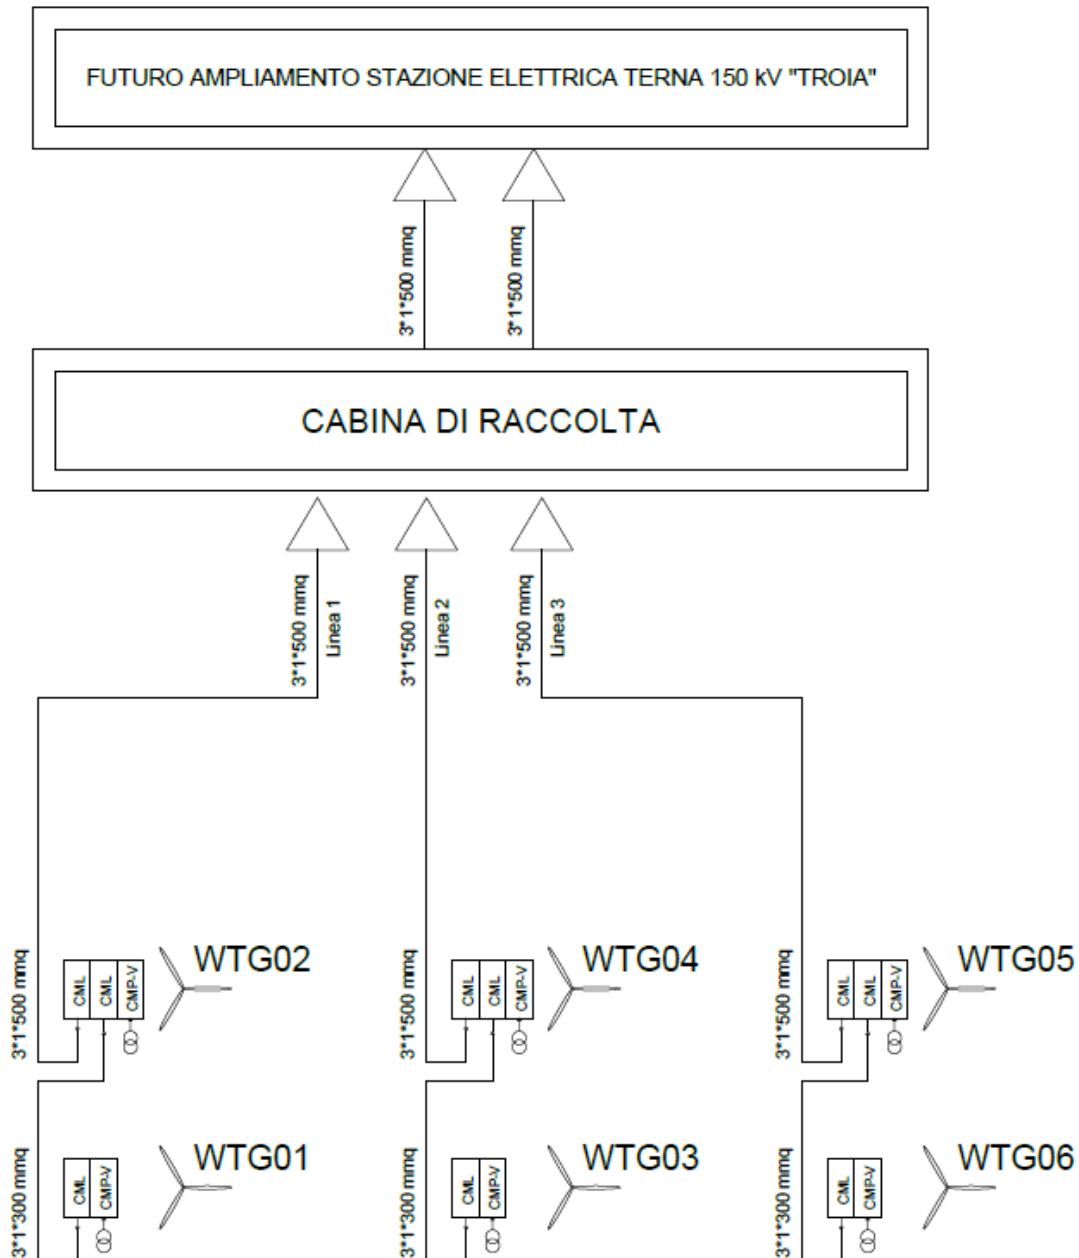 FUTURO AMPLIAMENTO STAZIONE ELETTRICA TERNA 150 kV "TROIA"
3*1*500 mmq
3*1*500 mmq
CABINA DI RACCOLTA
3*1*500 mmq
Linea 1
3*1*500 mmq
Linea 2
3*1*500 mmq
Linea 3
3*1*500 mmq
CML
CML
CMP-V
WTG02
3*1*500 mmq
CML
CML
CMP-V
WTG04
3*1*500 mmq
CML
CML
CMP-V
WTG05
3*1*300 mmq
CML
CMP-V
WTG01
3*1*300 mmq
CML
CMP-V
WTG03
3*1*300 mmq
CML
CMP-V
WTG06